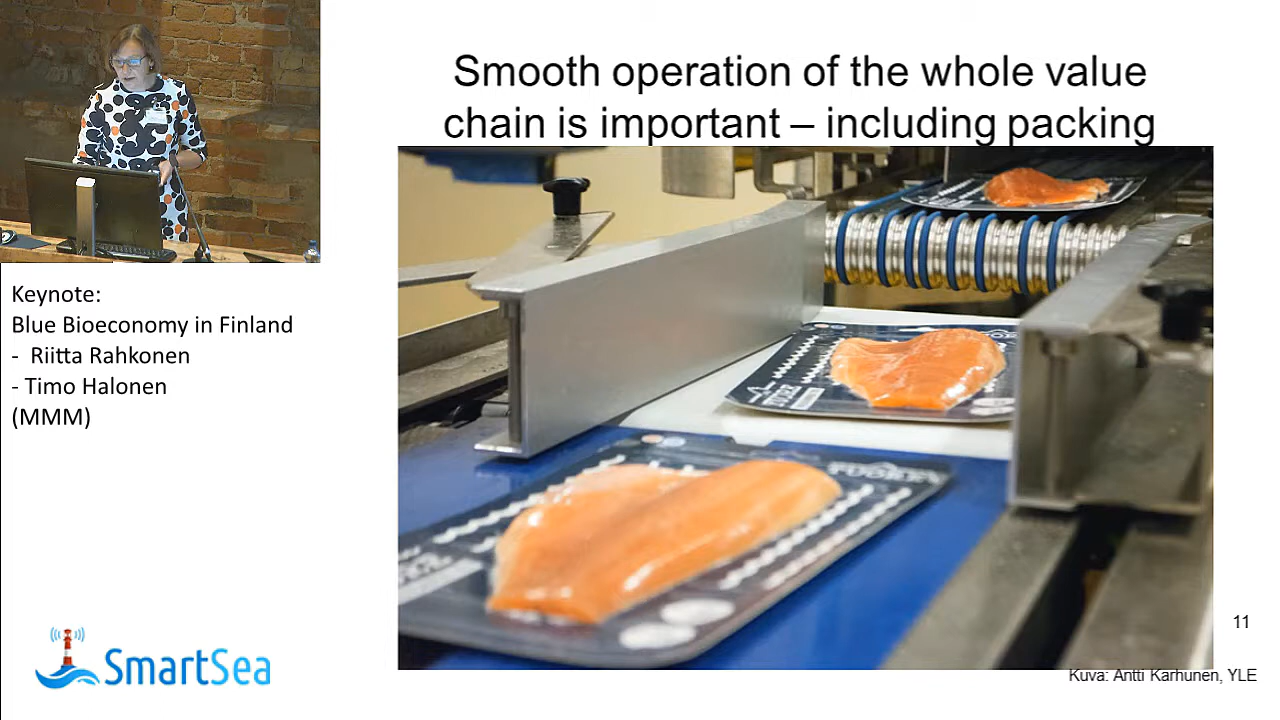 Smooth operation of the whole value
chain is important – including packing
Keynote:
Blue Bioeconomy in Finland
- Riitta Rahkonen
- Timo Halonen
(MMM)
SmartSea
11
Kuva: Antti Karhunen, YLE